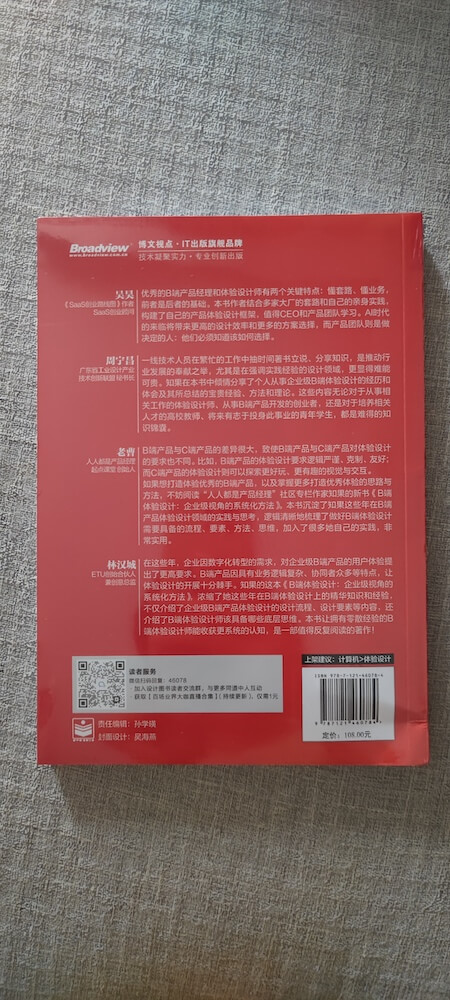 Broadview
www.broadview.com.cn
博文视点·IT出版旗舰品牌
技术凝聚实力·专业创新出版
吴昊
《SaaS创业路线图》作者
SaaS创业顾问
优秀的B端产品经理和体验设计师有两个关键特点：懂套路、懂业务，
前者是后者的基础。本书作者结合多家大厂的套路和自己的亲身实践，
构建了自己的产品体验设计框架，值得CEO和产品团队学习。AI时代
的来临将带来更高的设计效率和更多的方案选择，而产品团队则是做
决定的人：他们必须知道该如何选择。
周宁昌
广东省工业设计产业
技术创新联盟 秘书长
一线技术人员在繁忙的工作中抽时间著书立说、分享知识，是推动行
业发展的奉献之举，尤其是在强调实践经验的设计领域，更显得难能
可贵。如果在本书中倾情分享了个人从事企业级B端体验设计的经历和
体会及其所总结的宝贵经验，方法和理论。这些内容无论对于从事相
关工作的体验设计师，从事B端产品开发的创业者，还是对于培养相关
人才的高校教师，将来有志于投身此事业的青年学生，都是难得的知
识锦囊。
老曹
人人都是产品经理
起点课堂 创始人
B端产品与C端产品的差异很大，致使B端产品与C端产品对体验设计
的要求也不同。比如，B端产品的体验设计要求逻辑严谨、克制、友好；
而C端产品的体验设计则可以探索更好玩、更有趣的视觉与交互。
如果想打造体验优秀的B端产品，以及掌握更多打造优秀体验的思路与
方法，不妨阅读“人人都是产品经理”社区专栏作家如果的新书《B端
体验设计：企业级视角的系统化方法》。本书沉淀了如果这些年在B端
产品体验设计领域的实践与思考，逻辑清晰地梳理了做好B端体验设计
需要具备的流程、要素、方法、思维，加入了很多她自己的实践，非
常实用。
林汉城
ETU创始合伙人
兼创意总监
在这些年，企业因数字化转型的需求，对企业级B端产品的用户体验提
出了更高要求。B端产品因具有业务逻辑复杂、协同者众多等特点，让
体验设计的开展十分棘手。如果的这本《B端体验设计：企业级视角的
系统化方法》，浓缩了她这些年在B端体验设计上的精华知识和经验，
不仅介绍了企业级B端产品体验设计的设计流程、设计要素等内容，还
介绍了B端体验设计师该具备哪些底层思维。本书让拥有零散经验的B
端体验设计师能收获更系统的认知，是一部值得反复阅读的著作！
读者服务
微信扫码回复：45078
·加入设计图书读者交流群，与更多同道中人互动
·获取【百场业界大咖直播合集】（持续更新），仅需1元
责任编辑：孙学瑛
封面设计：吴海燕
上架建议：计算机>体验设计
ISBN 978-7-121-46078-4
9 787121 460784
定价：108.00元